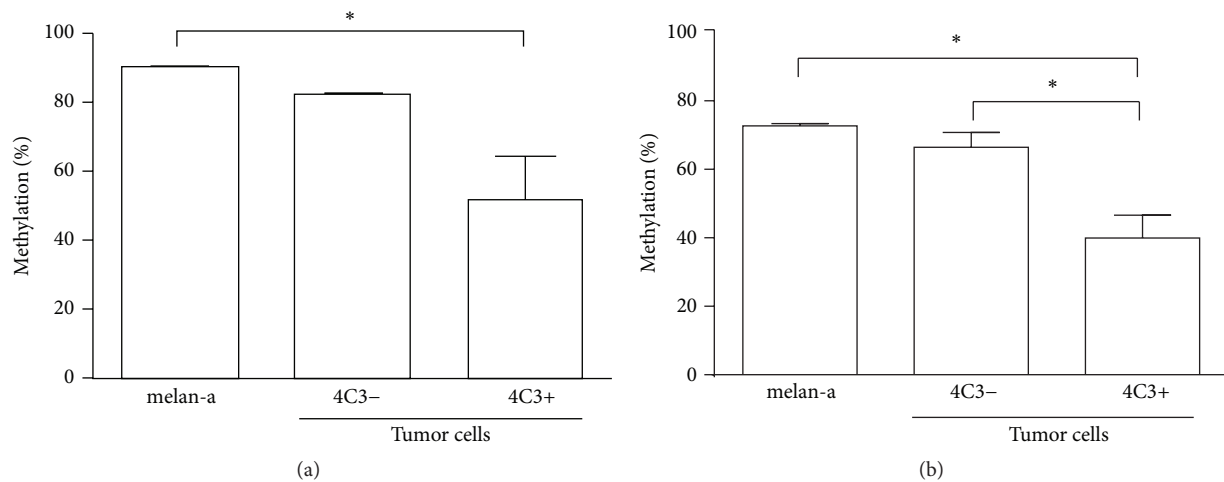 *
100
80
60
40
20
0
Methylation (%)
melan-a 4C3− 4C3+
Tumor cells
(a)
*
*
100
80
60
40
20
0
Methylation (%)
melan-a 4C3− 4C3+
Tumor cells
(b)